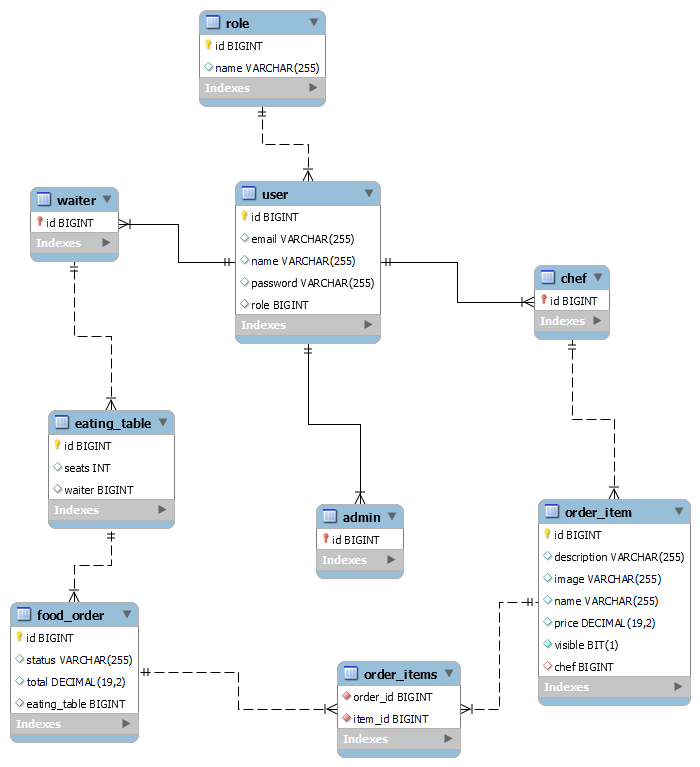 role
id BIGINT
name VARCHAR(255)
Indexes
waiter
id BIGINT
Indexes
user
id BIGINT
email VARCHAR(255)
name VARCHAR(255)
password VARCHAR(255)
role BIGINT
Indexes
chef
id BIGINT
Indexes
eating_table
id BIGINT
seats INT
waiter BIGINT
Indexes
admin
id BIGINT
Indexes
order_item
id BIGINT
description VARCHAR(255)
image VARCHAR(255)
name VARCHAR(255)
price DECIMAL(19,2)
visible BIT(1)
chef BIGINT
Indexes
food_order
id BIGINT
status VARCHAR(255)
total DECIMAL(19,2)
eating_table BIGINT
Indexes
order_items
order_id BIGINT
item_id BIGINT
Indexes